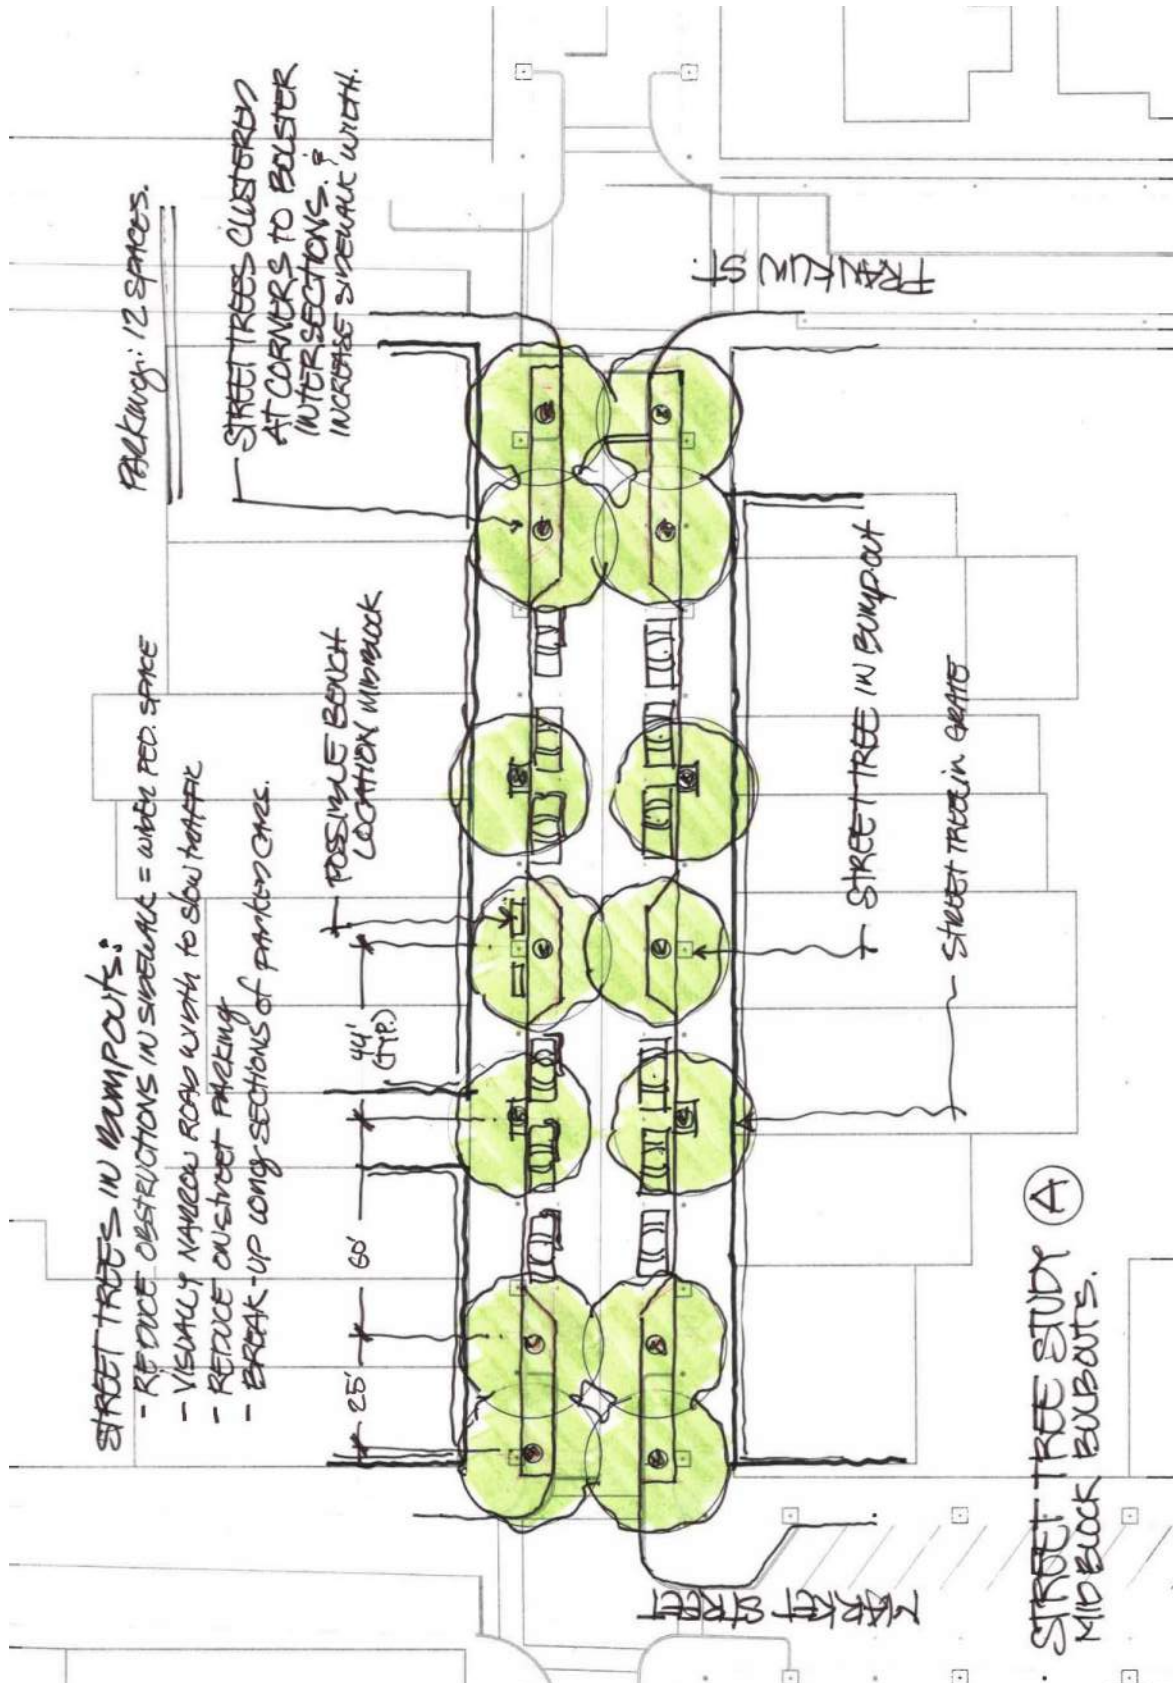 STREET TREES IN BUMPOUTS:
- REDUCE OBSTRUCTIONS IN SIDEWALK = WIDER PED. SPACE
- VISUALLY NARROW ROAD WIDTH to SLOW TRAFFIC
- REDUCE ONSTREET PARKING
- BREAK-UP LONG SECTIONS of PARKED CARS.
PARKING: 12 SPACES.
STREET TREES CLUSTERED
AT CORNERS TO BOLSTER
INTERSECTIONS. &
INCREASE SIDEWALK WIDTH.
POSSIBLE BENCH
LOCATION MIDBLOCK
25'
60'
44'
(TYP.)
MARKET STREET
FRANKLIN ST.
STREET TREE IN BUMPOUT
STREET TREE in GRATE
STREET TREE STUDY A
MIDBLOCK BULBOUTS.